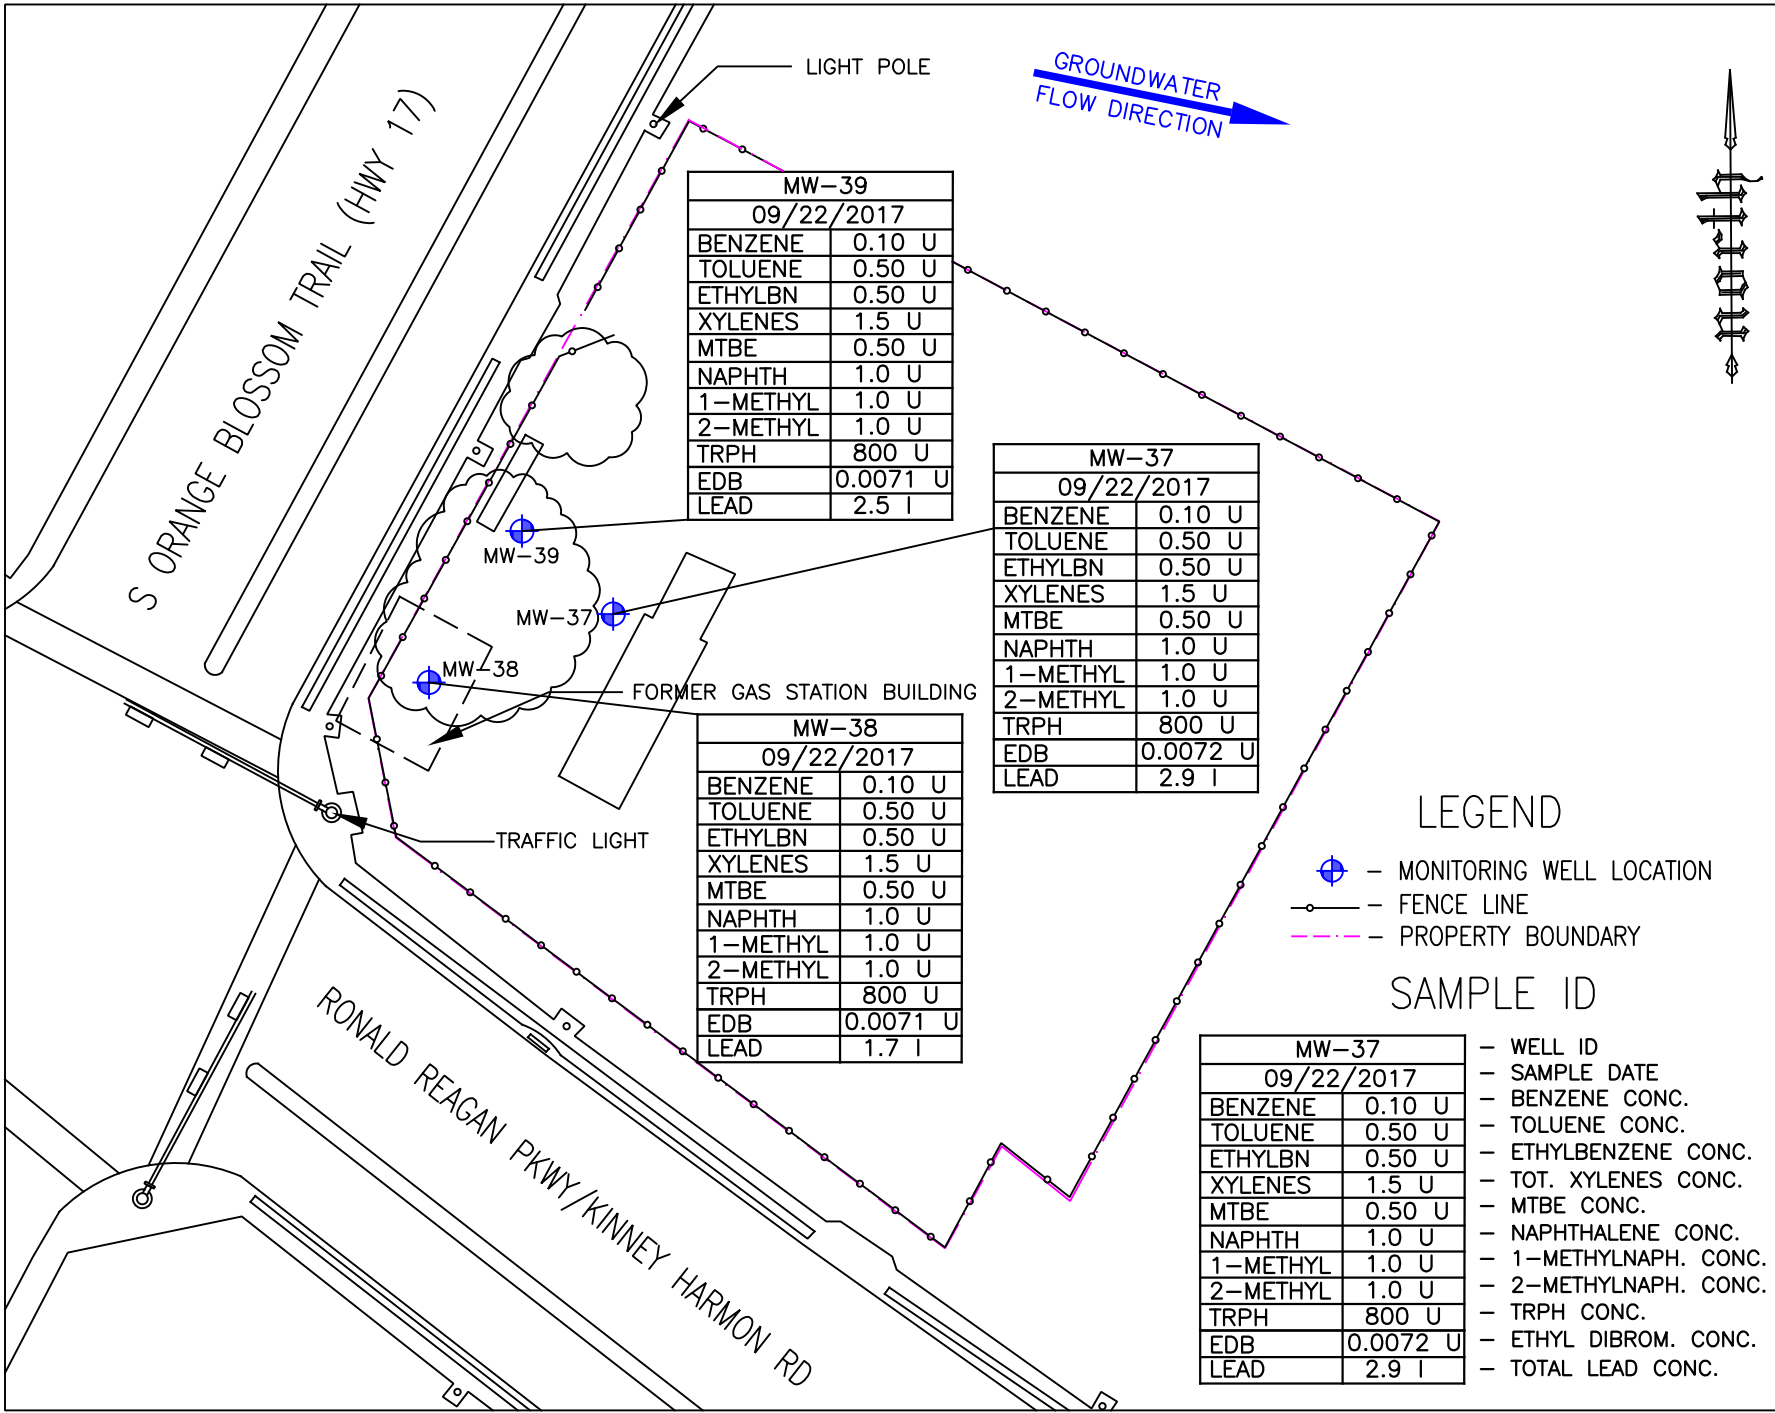 LIGHT POLE
GROUNDWATER
FLOW DIRECTION
north
S ORANGE BLOSSOM TRAIL (HWY 17)
MW-39
09/22/2017
BENZENE 0.10 U
TOLUENE 0.50 U
ETHYLBN 0.50 U
XYLENES 1.5 U
MTBE 0.50 U
NAPHTH 1.0 U
1-METHYL 1.0 U
2-METHYL 1.0 U
TRPH 800 U
EDB 0.0071 U
LEAD 2.5 I
MW-37
09/22/2017
BENZENE 0.10 U
TOLUENE 0.50 U
ETHYLBN 0.50 U
XYLENES 1.5 U
MTBE 0.50 U
NAPHTH 1.0 U
1-METHYL 1.0 U
2-METHYL 1.0 U
TRPH 800 U
EDB 0.0072 U
LEAD 2.9 I
MW-39
MW-37
MW-38
FORMER GAS STATION BUILDING
MW-38
09/22/2017
BENZENE 0.10 U
TOLUENE 0.50 U
ETHYLBN 0.50 U
XYLENES 1.5 U
MTBE 0.50 U
NAPHTH 1.0 U
1-METHYL 1.0 U
2-METHYL 1.0 U
TRPH 800 U
EDB 0.0071 U
LEAD 1.7 I
TRAFFIC LIGHT
RONALD REAGAN PKWY/KINNEY HARMON RD
LEGEND
- MONITORING WELL LOCATION
- FENCE LINE
- PROPERTY BOUNDARY
SAMPLE ID
MW-37 - WELL ID
09/22/2017 - SAMPLE DATE
BENZENE 0.10 U - BENZENE CONC.
TOLUENE 0.50 U - TOLUENE CONC.
ETHYLBN 0.50 U - ETHYLBENZENE CONC.
XYLENES 1.5 U - TOT. XYLENES CONC.
MTBE 0.50 U - MTBE CONC.
NAPHTH 1.0 U - NAPHTHALENE CONC.
1-METHYL 1.0 U - 1-METHYLNAPH. CONC.
2-METHYL 1.0 U - 2-METHYLNAPH. CONC.
TRPH 800 U - TRPH CONC.
EDB 0.0072 U - ETHYL DIBROM. CONC.
LEAD 2.9 I - TOTAL LEAD CONC.